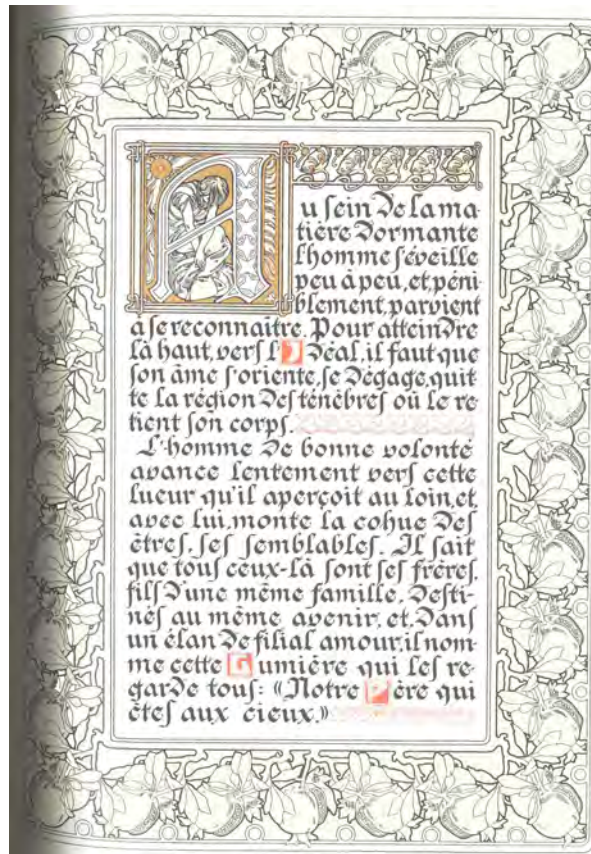 Au sein de la ma-
tière dormante
l'homme s'éveille
peu à peu, et, péni-
blement, parvient
à se reconnaître. Pour atteindre
là haut, vers l'Idéal, il faut que
son âme s'oriente, se dégage, quit-
te la région des ténèbres où le re-
tient son corps.
L'homme de bonne volonté
avance lentement vers cette
lueur qu'il aperçoit au loin, et,
avec lui, monte la cohue des
êtres, ses semblables. Il sait
que tous ceux-là sont ses frères,
fils d'une même famille, desti-
nés au même avenir, et, dans
un élan de filial amour, il nom-
me cette Lumière qui les re-
garde tous: «Notre Père qui
êtes aux cieux.»